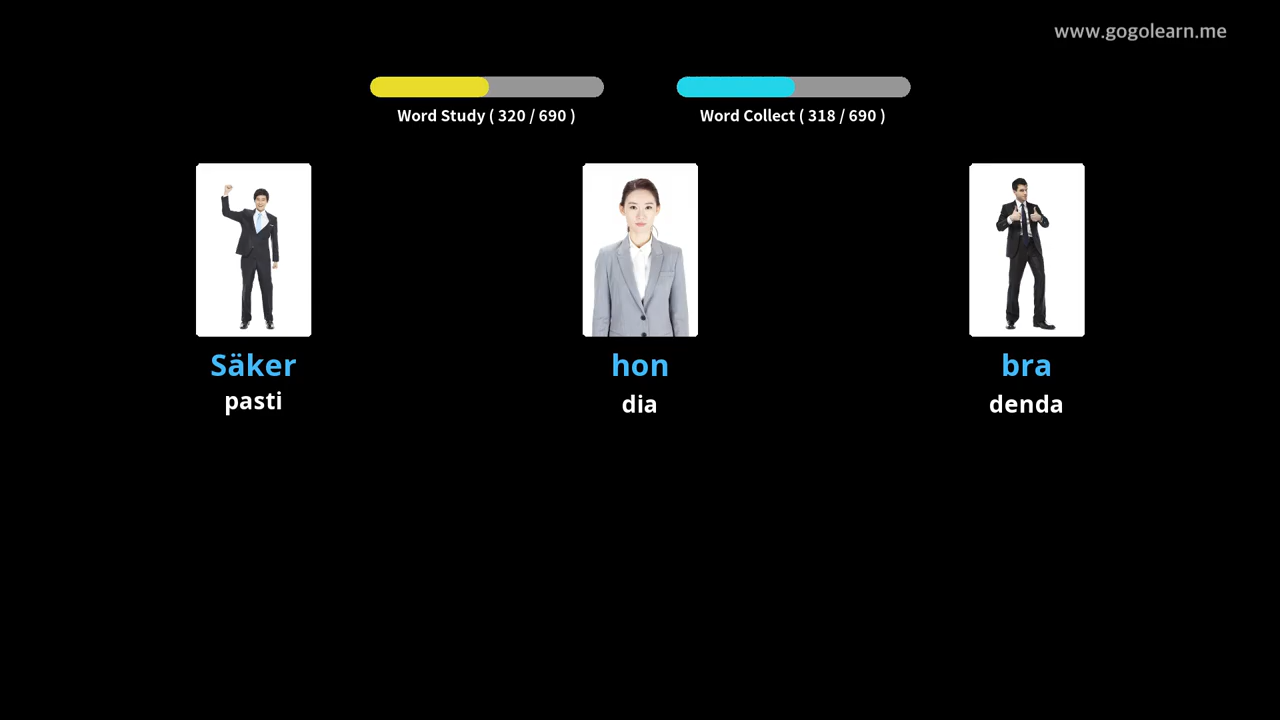 www.gogolearn.me
Word Study ( 320 / 690 )
Word Collect ( 318 / 690 )
Säker
hon
bra
pasti
dia
denda